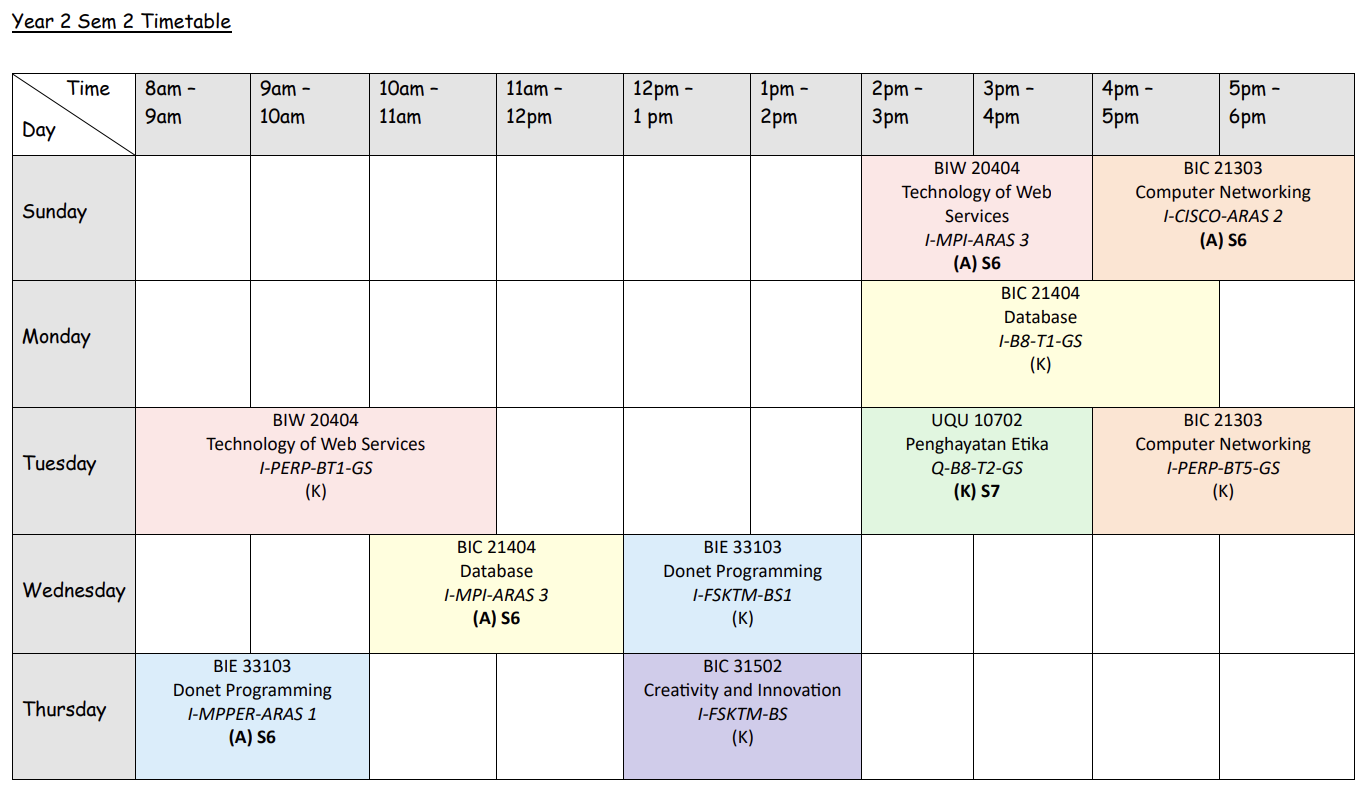 Year 2 Sem 2 Timetable
Time
Day
8am –
9am
9am –
10am
10am –
11am
11am –
12pm
12pm –
1 pm
1pm –
2pm
2pm –
3pm
3pm –
4pm
4pm –
5pm
5pm –
6pm
Sunday
BIW 20404
Technology of Web
Services
I-MPI-ARAS 3
(A) S6
BIC 21303
Computer Networking
I-CISCO-ARAS 2
(A) S6
Monday
BIC 21404
Database
I-B8-T1-GS
(K)
Tuesday
BIW 20404
Technology of Web Services
I-PERP-BT1-GS
(K)
UQU 10702
Penghayatan Etika
Q-B8-T2-GS
(K) S7
BIC 21303
Computer Networking
I-PERP-BT5-GS
(K)
Wednesday
BIC 21404
Database
I-MPI-ARAS 3
(A) S6
BIE 33103
Donet Programming
I-FSKTM-BS1
(K)
Thursday
BIE 33103
Donet Programming
I-MPPER-ARAS 1
(A) S6
BIC 31502
Creativity and Innovation
I-FSKTM-BS
(K)